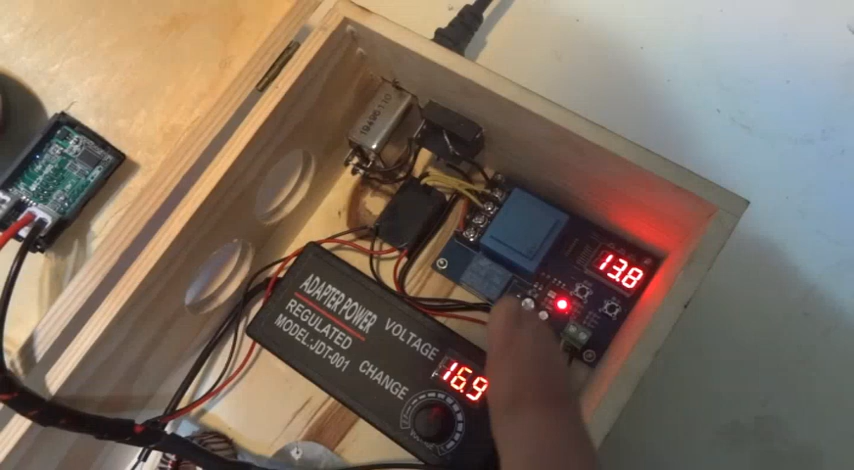 ADAPTER POWER
REGULATED
MODEL:JDT-001
VOLTAGE
CHANGE
16.9
13.8